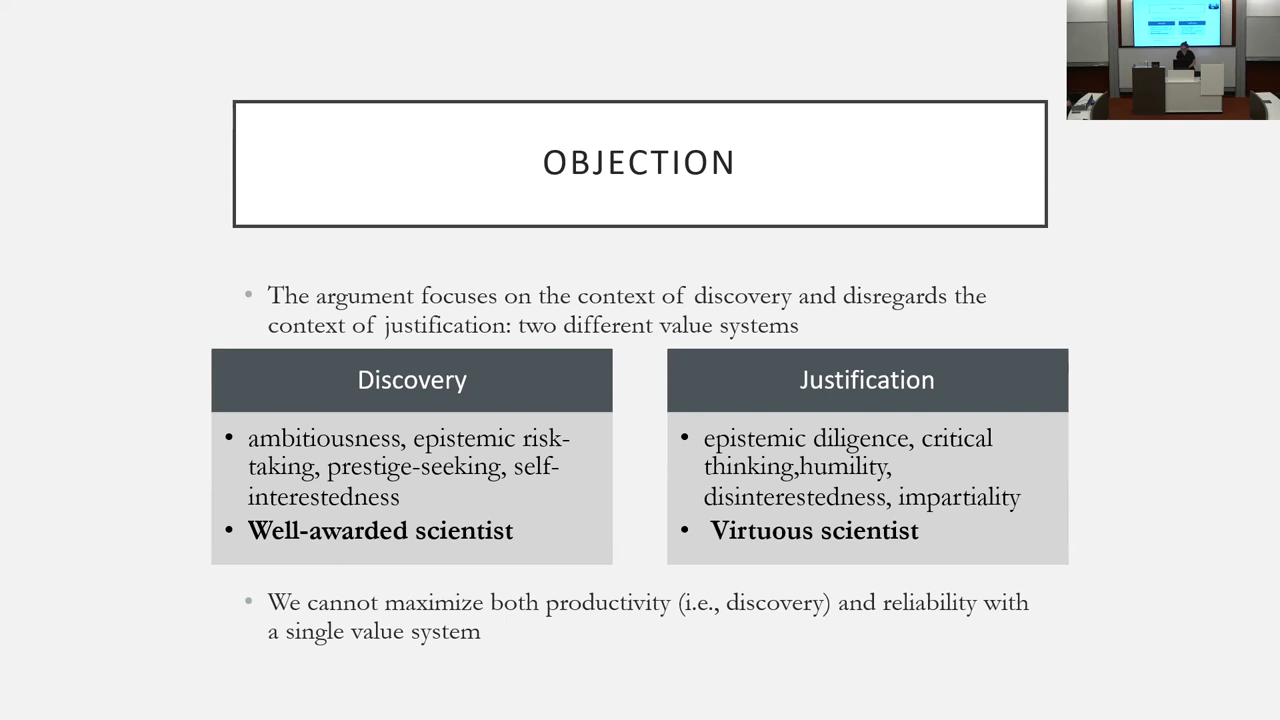 OBJECTION
• The argument focuses on the context of discovery and disregards the
context of justification: two different value systems
Discovery
• ambitiousness, epistemic risk-
taking, prestige-seeking, self-
interestedness
• Well-awarded scientist
Justification
• epistemic diligence, critical
thinking,humility,
disinterestedness, impartiality
• Virtuous scientist
• We cannot maximize both productivity (i.e., discovery) and reliability with
a single value system